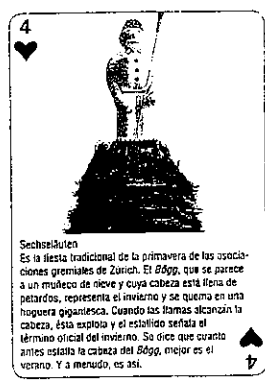 4
Sechseläuten
Es la fiesta tradicional de la primavera de las asocia-
ciones gremiales de Zúrich. El Bögg, que se parece
a un muñeco de nieve y cuya cabeza está llena de
petardos, representa el invierno y se quema en una
hoguera gigantesca. Cuando las llamas alcanzan la
cabeza, ésta explota y el estallido señala el
término oficial del invierno. Se dice que cuanto
antes estalla la cabeza del Bögg, mejor es el
verano. Y a menudo, es así.
4